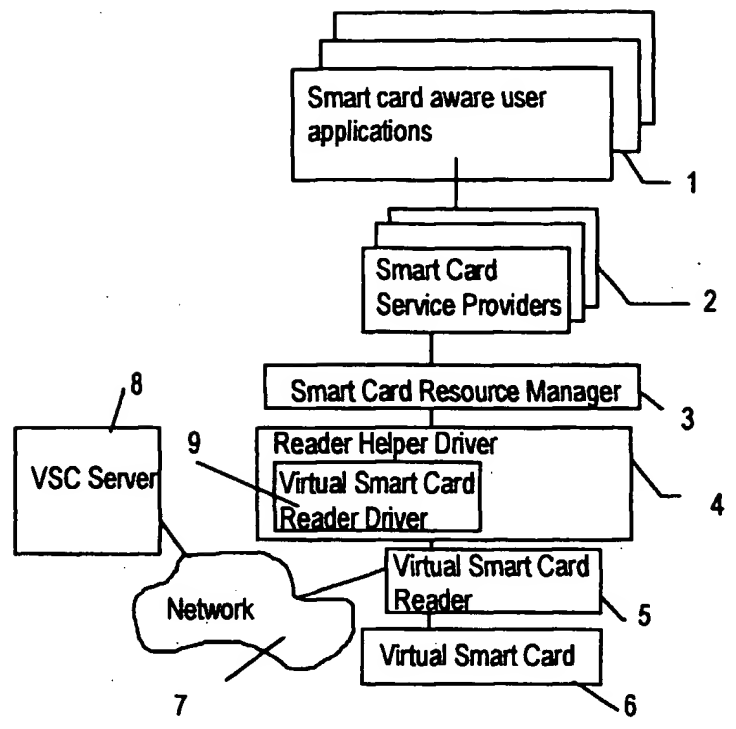 Smart card aware user
applications
1
Smart Card
Service Providers
2
8
Smart Card Resource Manager
3
VSC Server
9
Reader Helper Driver
Virtual Smart Card
Reader Driver
4
Virtual Smart Card
Reader
5
Network
Virtual Smart Card
7
6